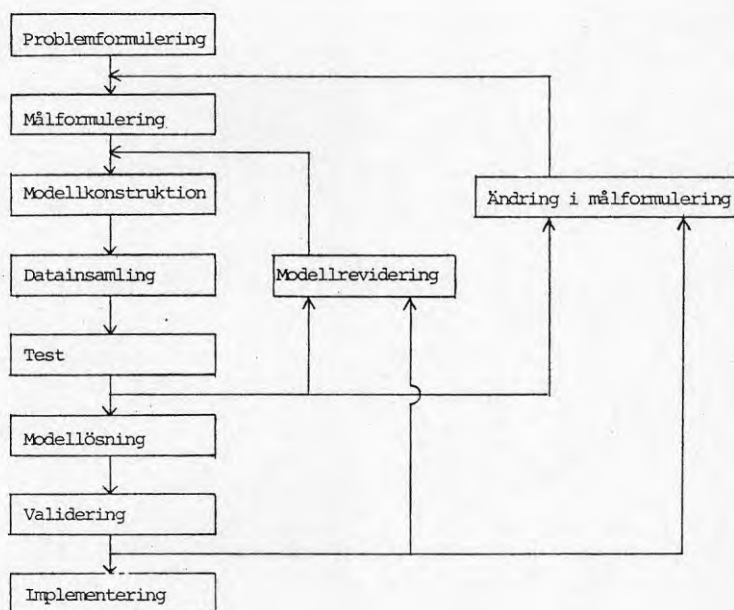 Problemformulering
Målformulering
Modellkonstruktion
Ändring i målformulering
Datainsamling
Modellrevidering
Test
Modellösning
Validering
Implementering